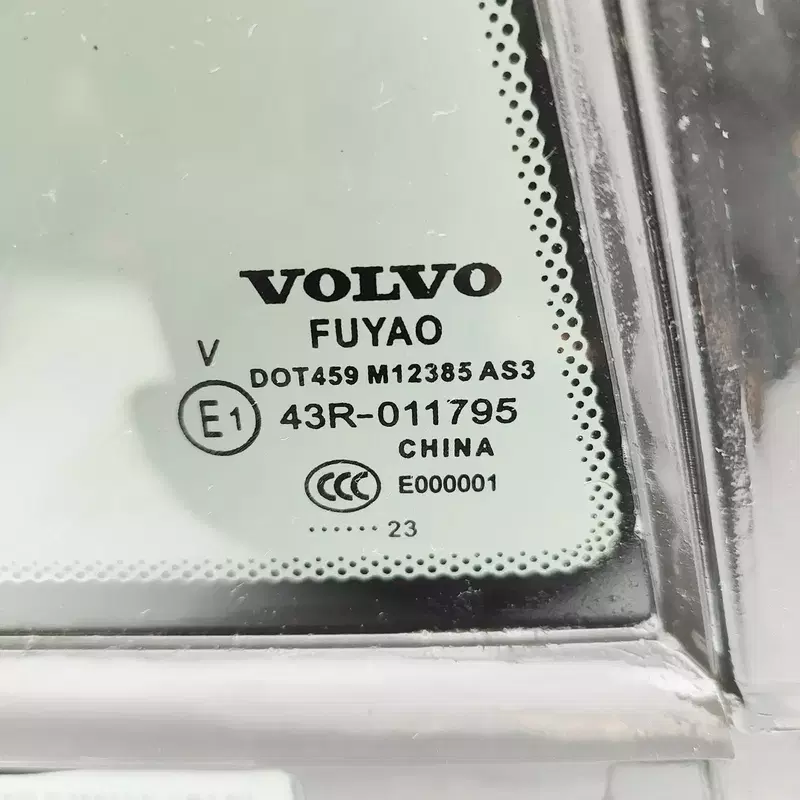 VOLVO
FUYAO
V
DOT459 M12385 AS3
E1 43R-011795
CHINA
CCC E000001
······ 23